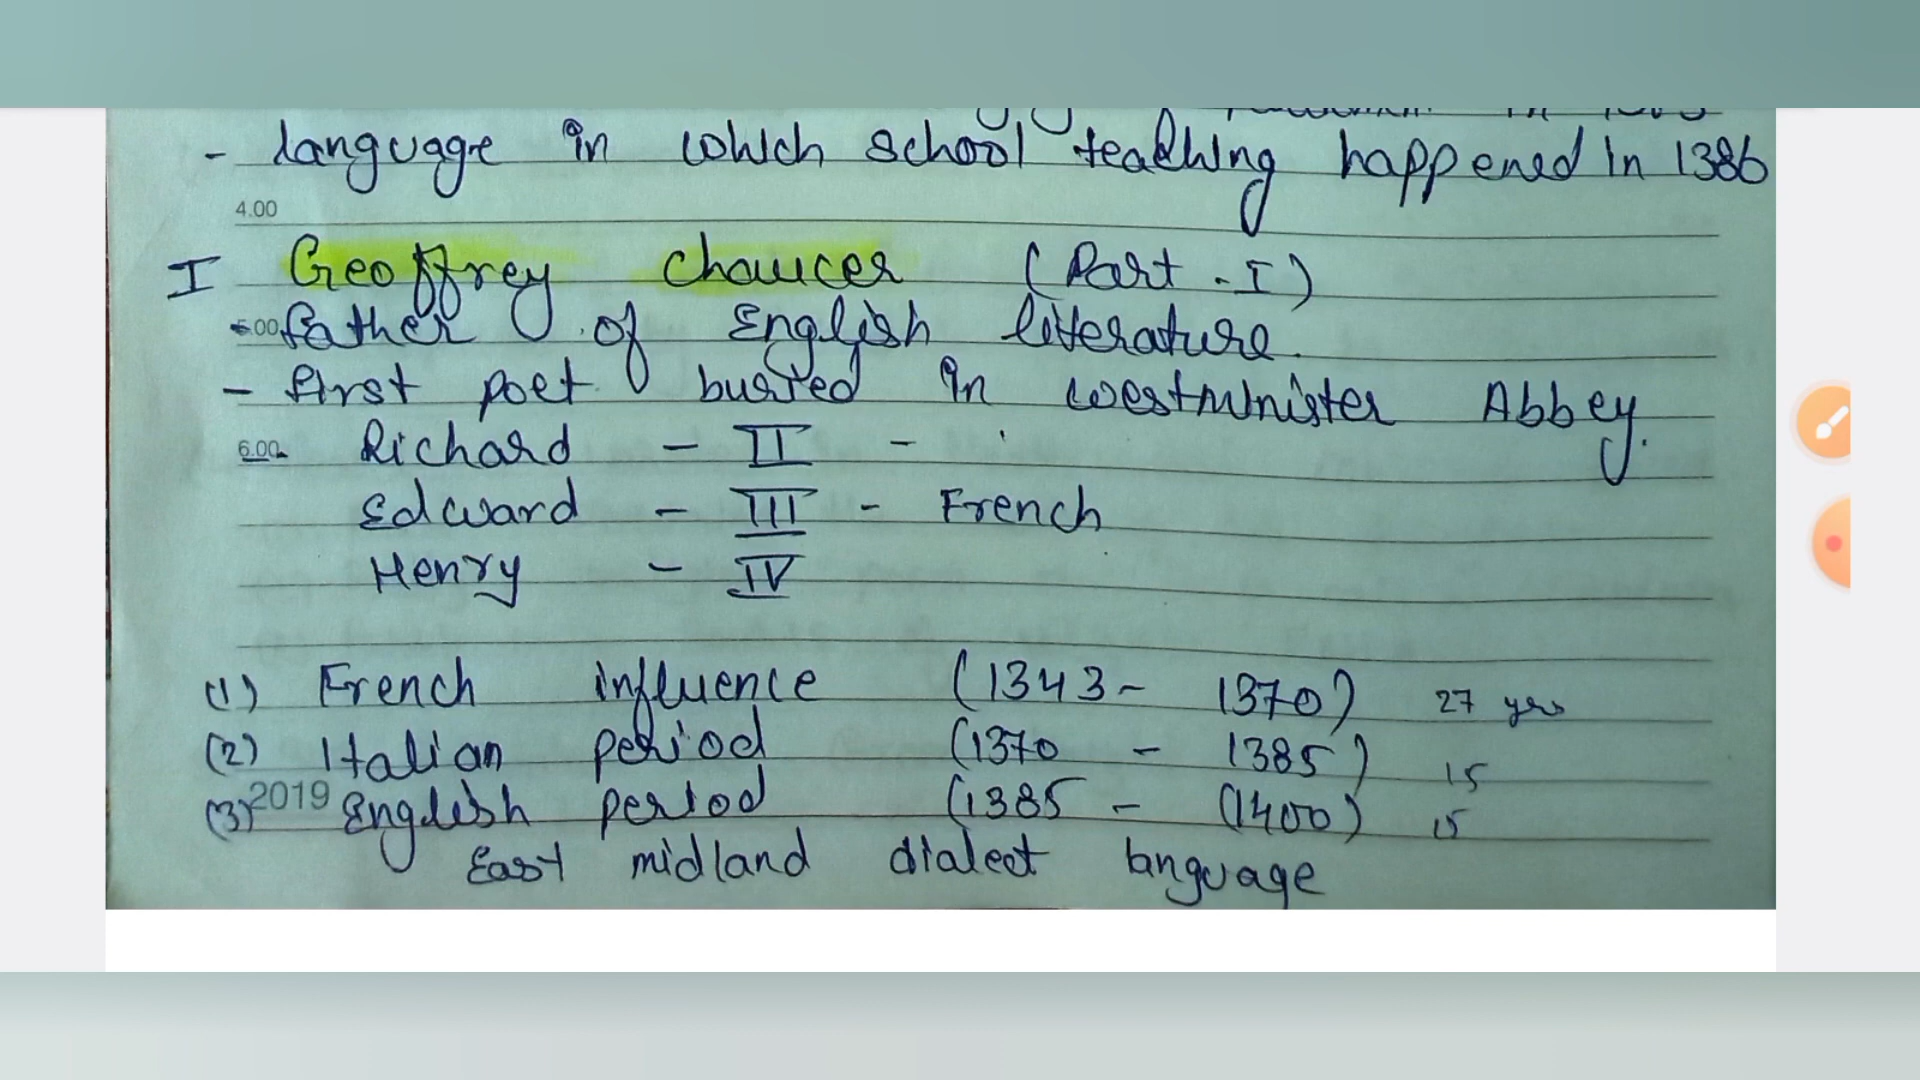 - language in which school teaching happened in 1386
4.00
I Geoffrey Chaucer (Part - I)
5.00 - father of English literature.
- first poet buried in westminister Abbey.
6.00 Richard - II -
Edward - III - French
Henry - IV
(1) French influence (1343 - 1370) 27 yrs
(2) Italian period (1370 - 1385) 15
(3) 2019 English period (1385 - (1400) 15
East midland dialect language